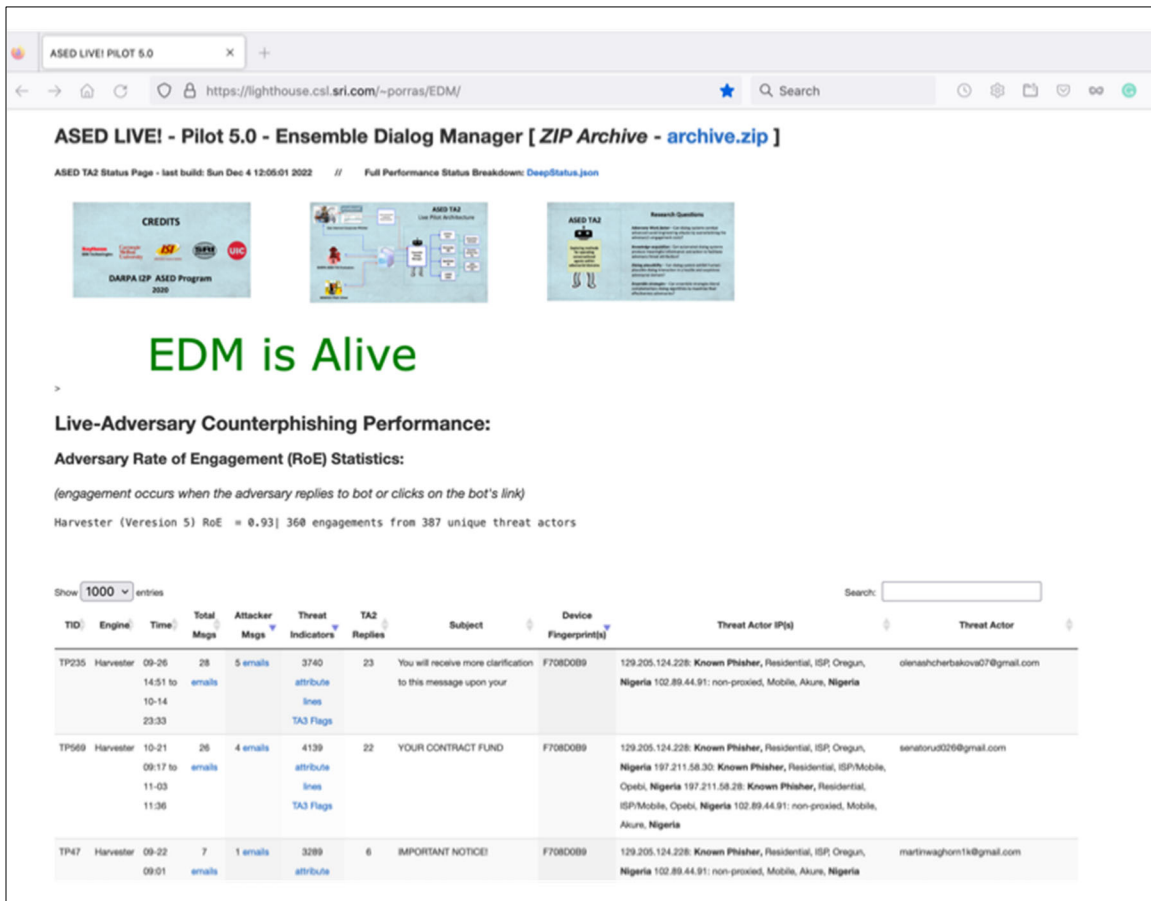 ASED LIVE! PILOT 5.0
https://lighthouse.csl.sri.com/~porras/EDM/
Search
ASED LIVE! - Pilot 5.0 - Ensemble Dialog Manager [ ZIP Archive - archive.zip ]
ASED TA2 Status Page - last build: Sun Dec 4 12:05:01 2022 // Full Performance Status Breakdown: DeepStatus.json
CREDITS
Carnegie Mellon University
ISI
SRI
UIC
DARPA I2P ASED Program
2020
ASED TA2
Live Pilot Architecture
ASED TA2
Research Questions
EDM is Alive
>
Live-Adversary Counterphishing Performance:
Adversary Rate of Engagement (RoE) Statistics:
(engagement occurs when the adversary replies to bot or clicks on the bot's link)
Harvester (Veresion 5) RoE = 0.93| 360 engagements from 387 unique threat actors
Show 1000 entries
Search:
TID Engine Time Total Msgs Attacker Msgs Threat Indicators TA2 Replies Subject Device Fingerprint(s) Threat Actor IP(s) Threat Actor
TP235 Harvester 09-26 28 5 emails 3740 23 You will receive more clarification F708D0B9 129.205.124.228: Known Phisher, Residential, ISP, Oregun, olenashcherbakova07@gmail.com
14:51 to emails attribute to this message upon your Nigeria 102.89.44.91: non-proxied, Mobile, Akure, Nigeria
10-14 lines
23:33 TA3 Flags
TP569 Harvester 10-21 26 4 emails 4139 22 YOUR CONTRACT FUND F708D0B9 129.205.124.228: Known Phisher, Residential, ISP, Oregun, senatorud026@gmail.com
09:17 to emails attribute Nigeria 197.211.58.30: Known Phisher, Residential, ISP/Mobile,
11-03 lines Opebi, Nigeria 197.211.58.28: Known Phisher, Residential,
11:36 TA3 Flags ISP/Mobile, Opebi, Nigeria 102.89.44.91: non-proxied, Mobile,
Akure, Nigeria
TP47 Harvester 09-22 7 1 emails 3289 6 IMPORTANT NOTICE! F708D0B9 129.205.124.228: Known Phisher, Residential, ISP, Oregun, martinwaghorn1k@gmail.com
09:01 emails attribute Nigeria 102.89.44.91: non-proxied, Mobile, Akure, Nigeria